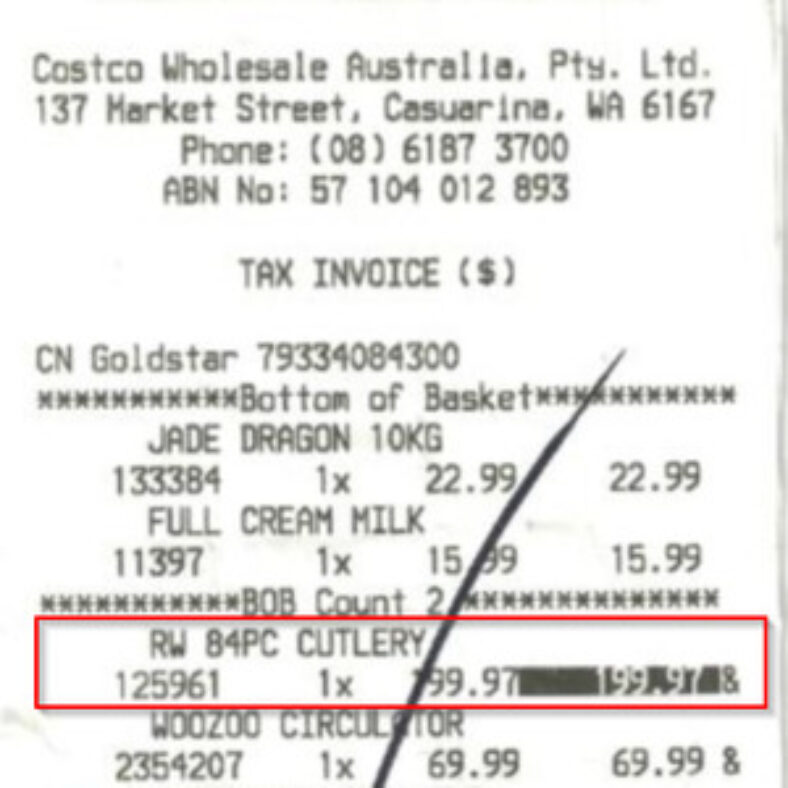 Costco Wholesale Australia, Pty. Ltd.
137 Market Street, Casuarina, WA 6167
Phone: (08) 6187 3700
ABN No: 57 104 012 893
TAX INVOICE ($)
CN Goldstar 79334084300
***********Bottom of Basket***********
JADE DRAGON 10KG
133384 1x 22.99 22.99
FULL CREAM MILK
11397 1x 15.99 15.99
***********BOB Count 2 **************
RW 84PC CUTLERY
125961 1x 199.97 199.97 &
WOOZOO CIRCULATOR
2354207 1x 69.99 69.99 &